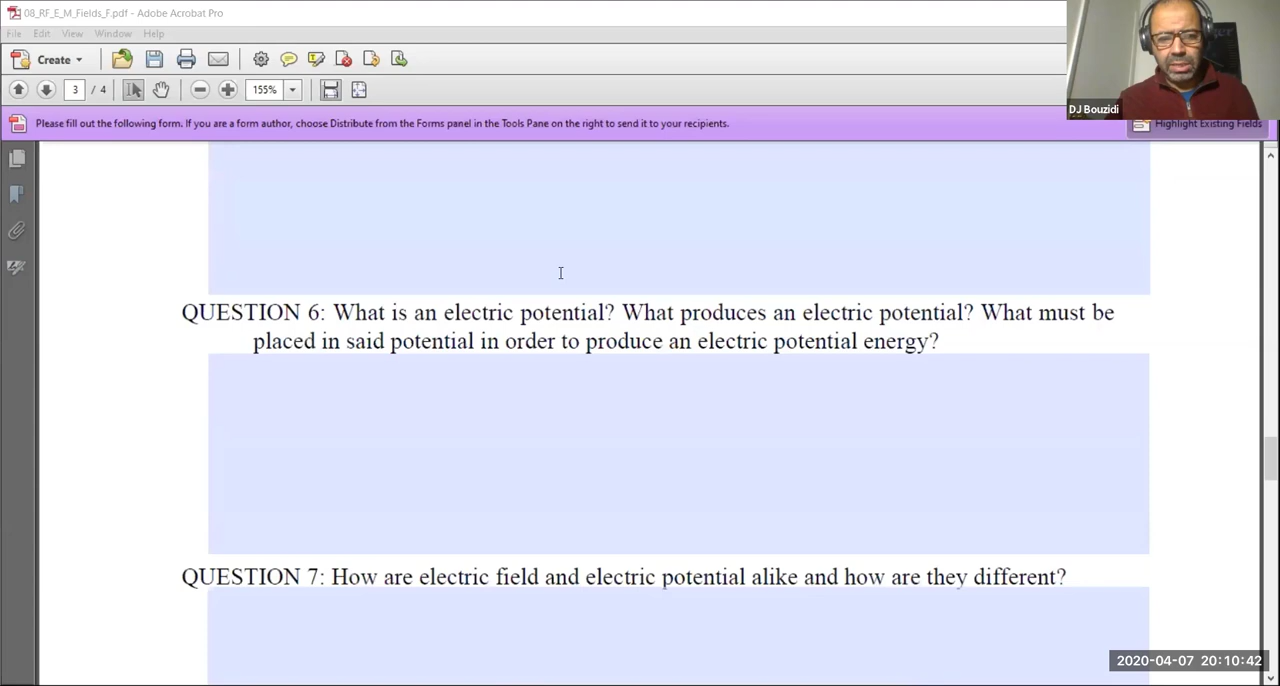 08_RF_E_M_Fields_F.pdf - Adobe Acrobat Pro
File Edit View Window Help
Create
3 / 4 155%
DJ Bouzidi
Please fill out the following form. If you are a form author, choose Distribute from the Forms panel in the Tools Pane on the right to send it to your recipients.
Highlight Existing Fields
QUESTION 6: What is an electric potential? What produces an electric potential? What must be
placed in said potential in order to produce an electric potential energy?
QUESTION 7: How are electric field and electric potential alike and how are they different?
2020-04-07 20:10:42